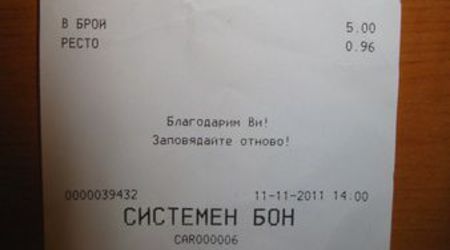 В БРОЙ 5.00
РЕСТО 0.96
Благодарим Ви!
Заповядайте отново!
0000039432 11-11-2011 14:00
СИСТЕМЕН БОН
CAR000006